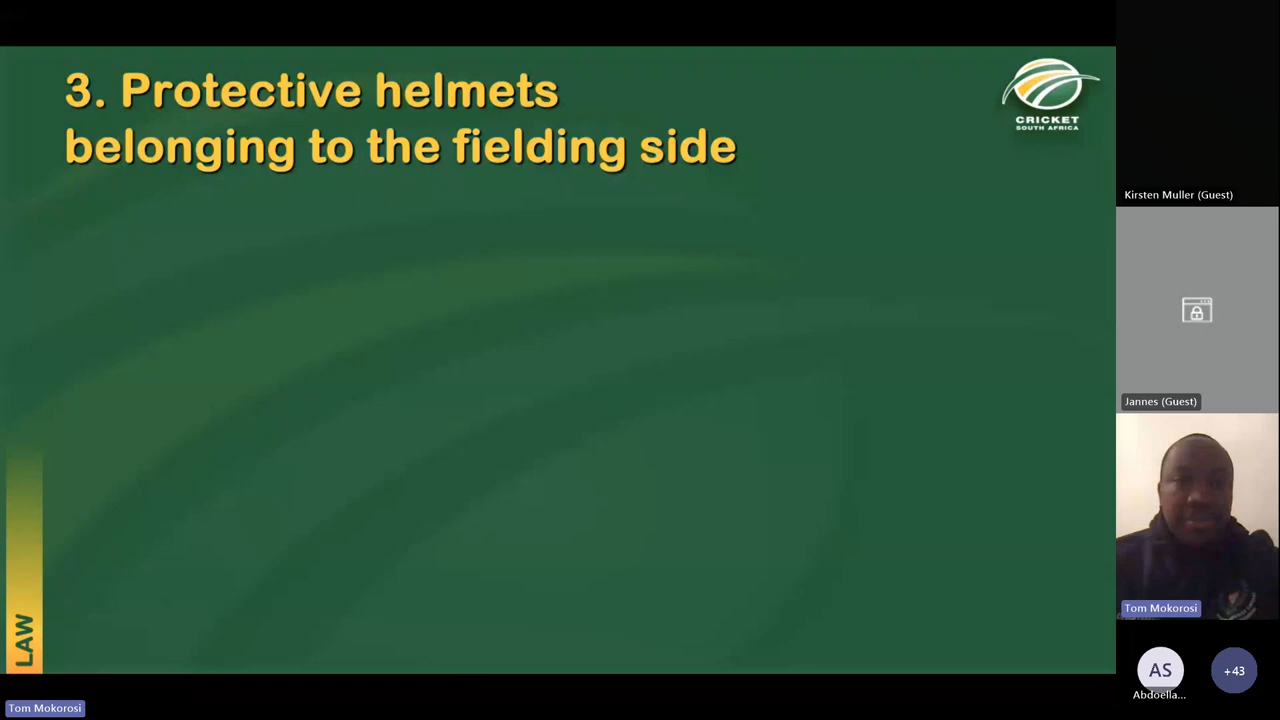 3. Protective helmets
belonging to the fielding side
CRICKET
SOUTH AFRICA
LAW
Tom Mokorosi
Kirsten Muller (Guest)
Jannes (Guest)
Tom Mokorosi
AS
Abdoella...
+43